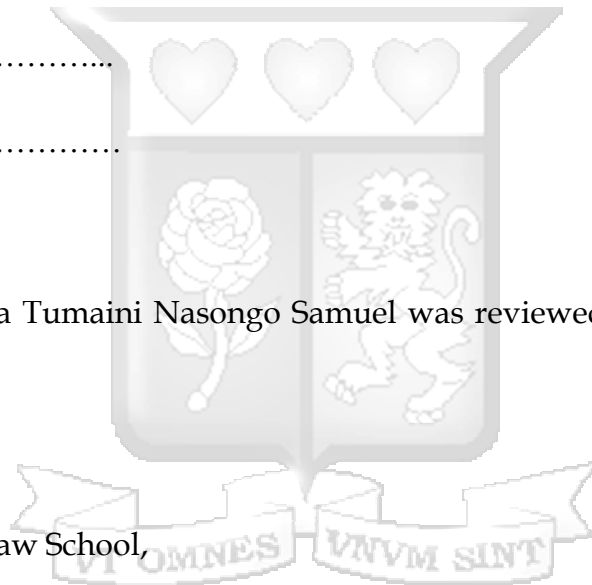 …………...
…………
a Tumaini Nasongo Samuel was reviewed
aw School,
VT OMNES VNVM SINT